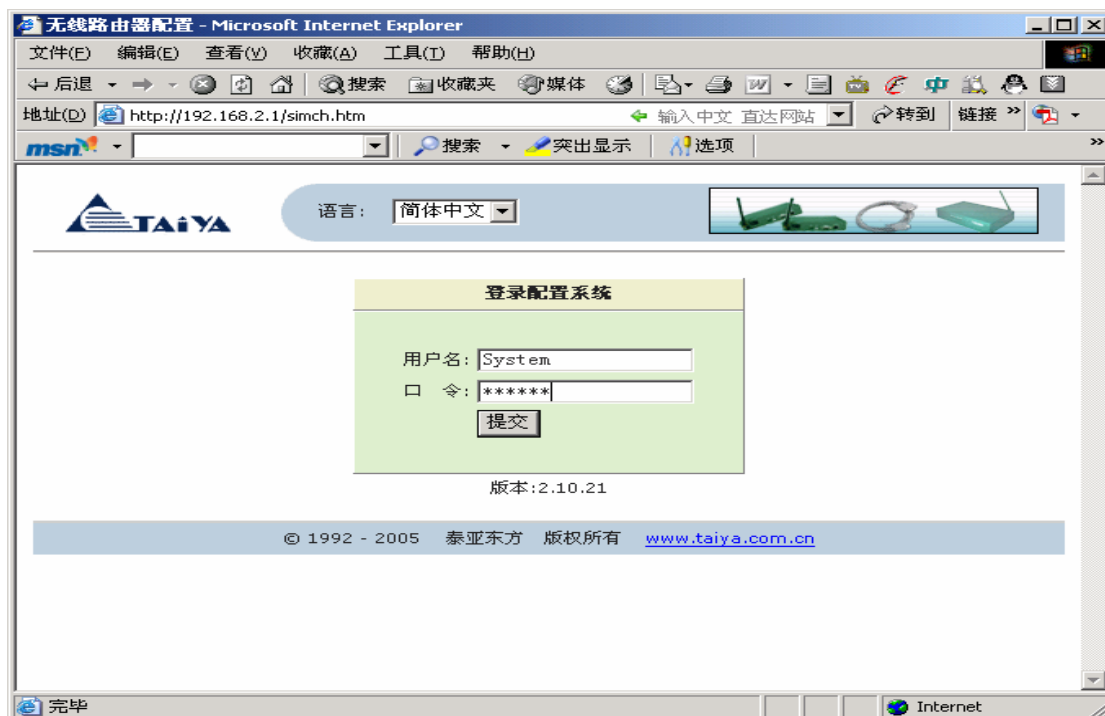 无线路由器配置 - Microsoft Internet Explorer
文件(F) 编辑(E) 查看(V) 收藏(A) 工具(T) 帮助(H)
后退 搜索 收藏夹 媒体
地址(D) http://192.168.2.1/simch.htm 输入中文 直达网站 转到 链接 »
msn 搜索 突出显示 选项 »
TAiYA 语言: 简体中文
登录配置系统
用户名: System
口 令: ******
提交
版本:2.10.21
© 1992 - 2005 泰亚东方 版权所有 www.taiya.com.cn
完毕 Internet